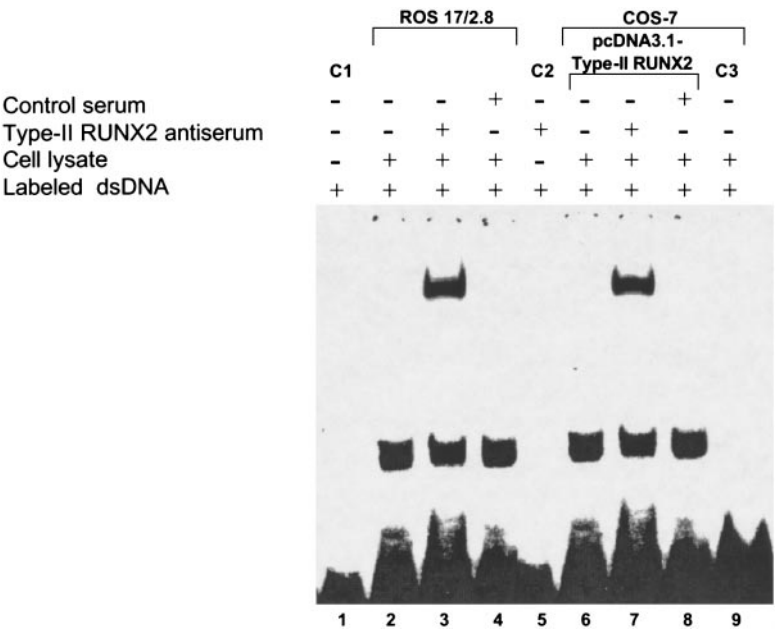 ROS 17/2.8 COS-7
pcDNA3.1-
C1 C2 Type-II RUNX2 C3
Control serum - - - + - - - + -
Type-II RUNX2 antiserum - - + - + - + - -
Cell lysate - + + + - + + + +
Labeled dsDNA + + + + + + + + +
1 2 3 4 5 6 7 8 9